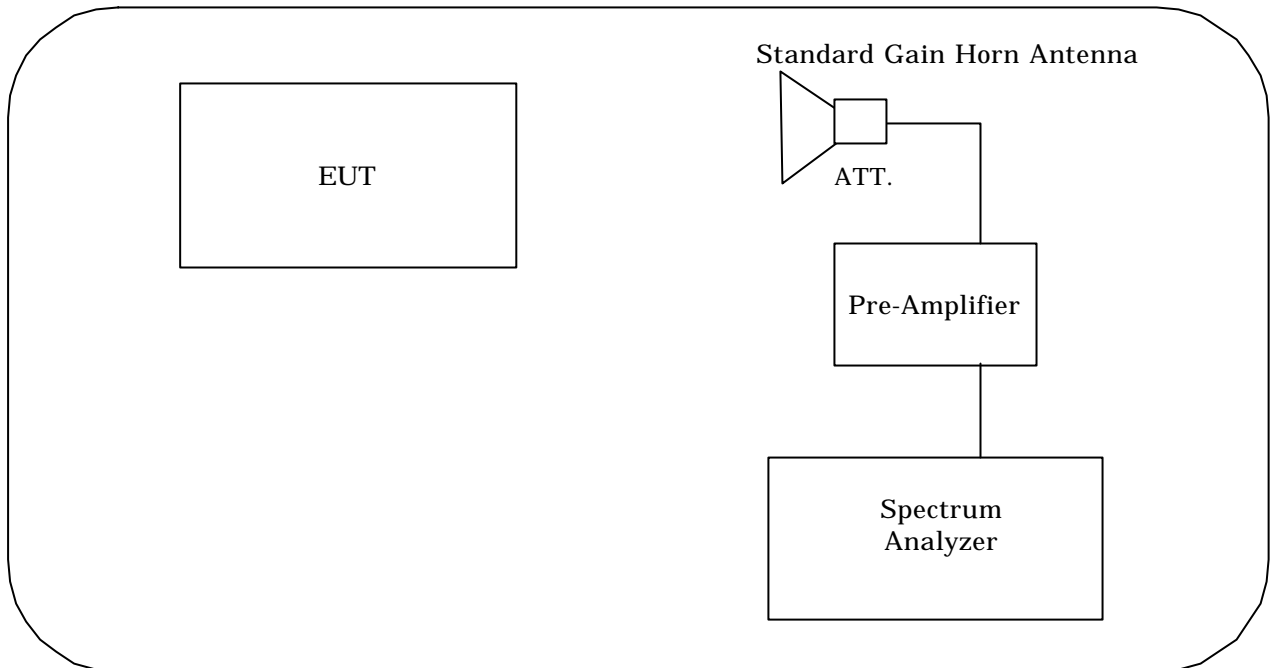 Standard Gain Horn Antenna
EUT
ATT.
Pre-Amplifier
Spectrum
Analyzer